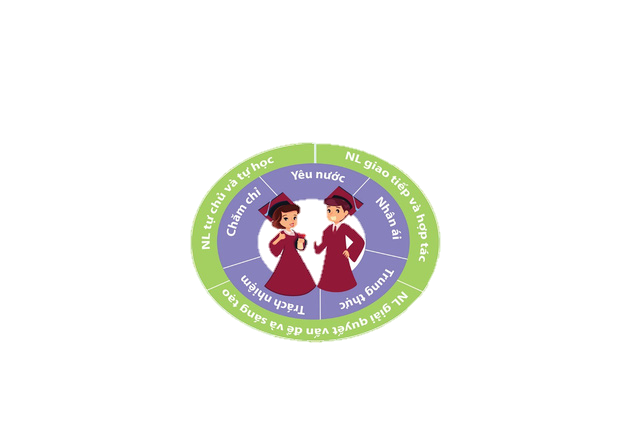 NL tự chủ và tự học
NL giao tiếp và hợp tác
NL giải quyết vấn đề và sáng tạo
Yêu nước
Nhân ái
Trung thực
Trách nhiệm
Chăm chỉ